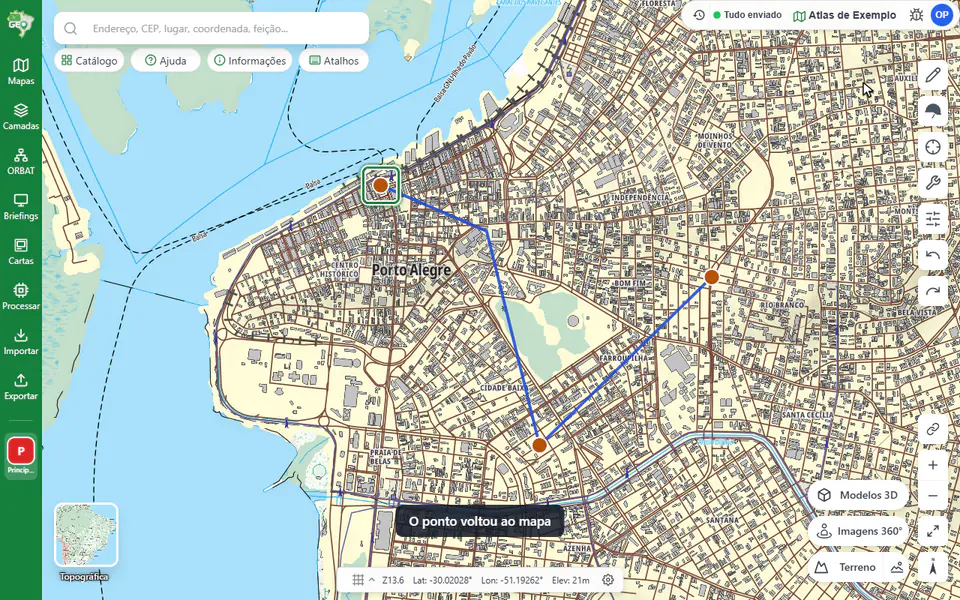 GEO
Endereço, CEP, lugar, coordenada, feição...
Tudo enviado
Atlas de Exemplo
OP
Catálogo
Ajuda
Informações
Atalhos
Mapas
Camadas
ORBAT
Briefings
Cartas
Processar
Importar
Exportar
P
Princip...
FLORESTA
Balsa
Balsa
MOINHOS
DE VENTO
INDEPENDÊNCIA
CENTRO
HISTÓRICO
Porto Alegre
BOM FIM
RIO BRANCO
BELA VISTA
FARROUPILHA
CIDADE BAIXA
SANTA CECÍLIA
PRAIA DE
BELAS
SANTANA
AZENHA
O ponto voltou ao mapa
Modelos 3D
Imagens 360°
Terreno
Topográfica
Z13.6 Lat: -30.02028° Lon: -51.19262° Elev: 21m